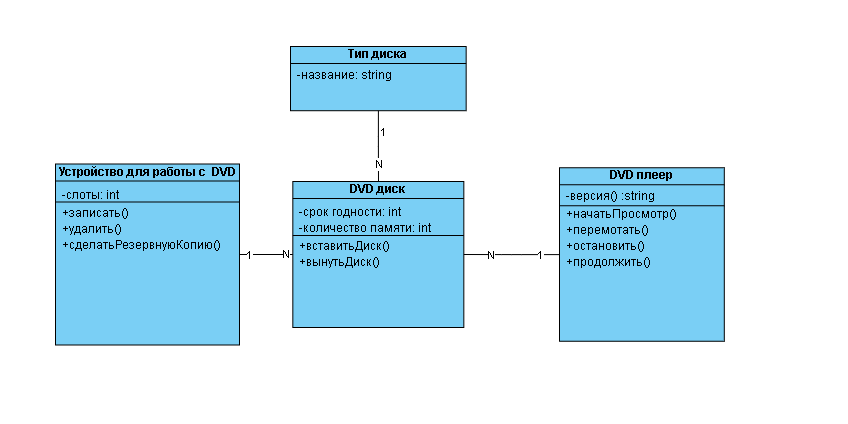 Тип диска
-название: string
1
N
Устройство для работы с DVD
-слоты: int
+записать()
+удалить()
+сделатьРезервнуюКопию()
1
N
DVD диск
-срок годности: int
-количество памяти: int
+вставитьДиск()
+вынутьДиск()
N
1
DVD плеер
-версия() :string
+начатьПросмотр()
+перемотать()
+остановить()
+продолжить()